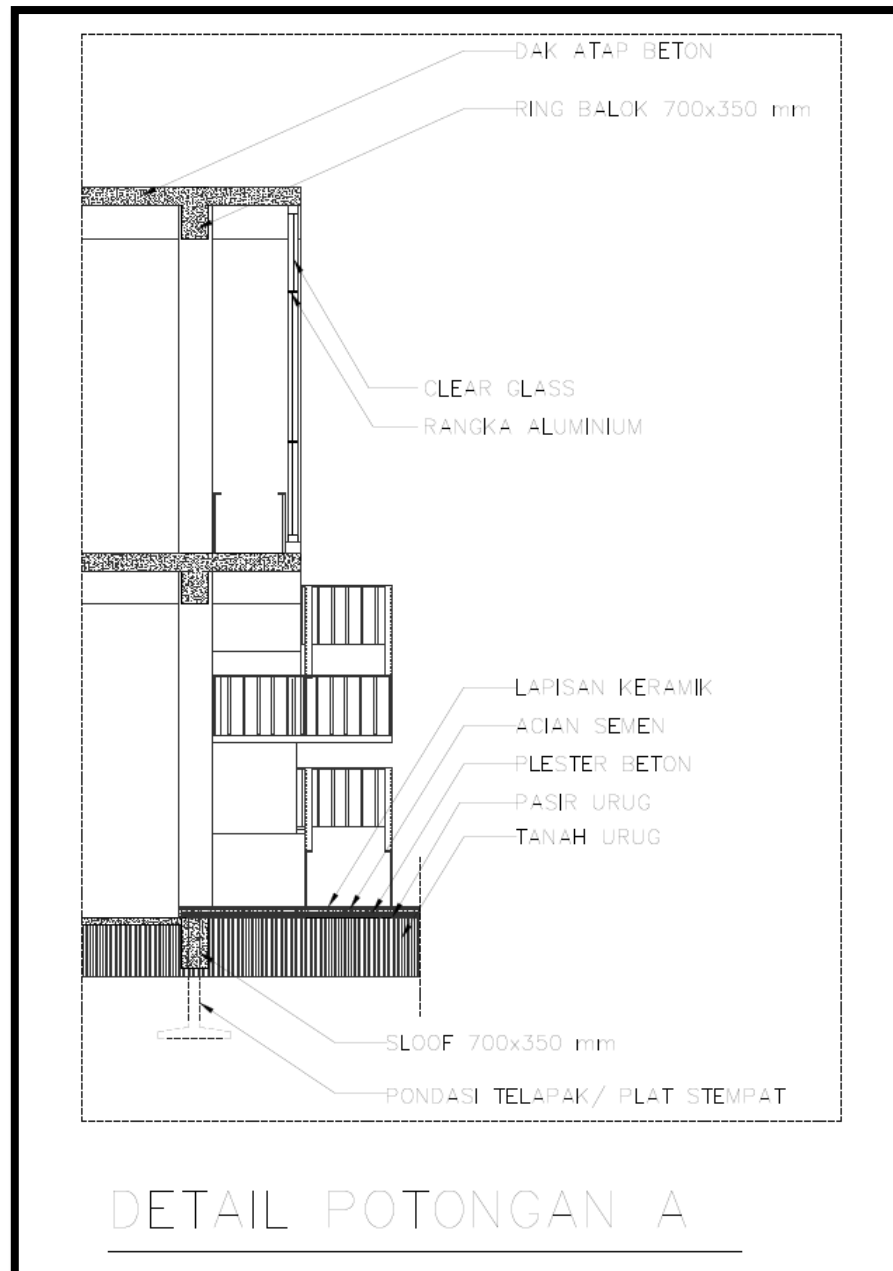 DAK ATAP BETON
RING BALOK 700x350 mm
CLEAR GLASS
RANGKA ALUMINIUM
LAPISAN KERAMIK
ACIAN SEMEN
PLESTER BETON
PASIR URUG
TANAH URUG
SLOOF 700x350 mm
PONDASI TELAPAK/ PLAT STEMPAT
DETAIL POTONGAN A